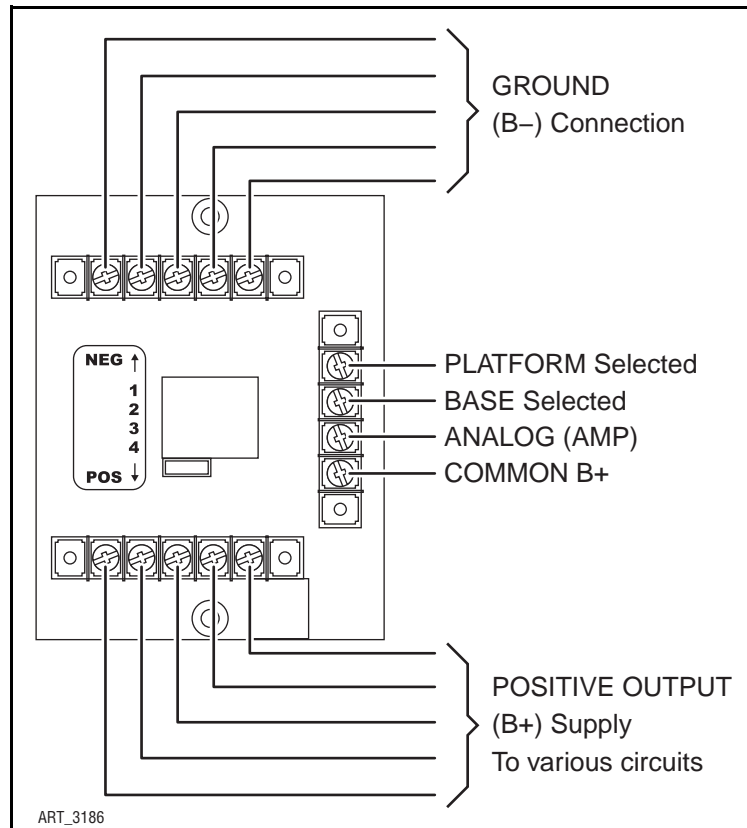 GROUND
(B–) Connection
NEG ↑
1
2
3
4
POS ↓
PLATFORM Selected
BASE Selected
ANALOG (AMP)
COMMON B+
POSITIVE OUTPUT
(B+) Supply
To various circuits
ART_3186